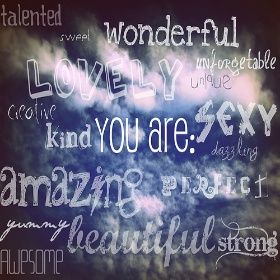 talented
sweet wonderful
unforgettable
LOVELY unique
creative SEXY
kind YOU are: dazzling
amazing PERFECT
yummy beautiful strong
AWESOME